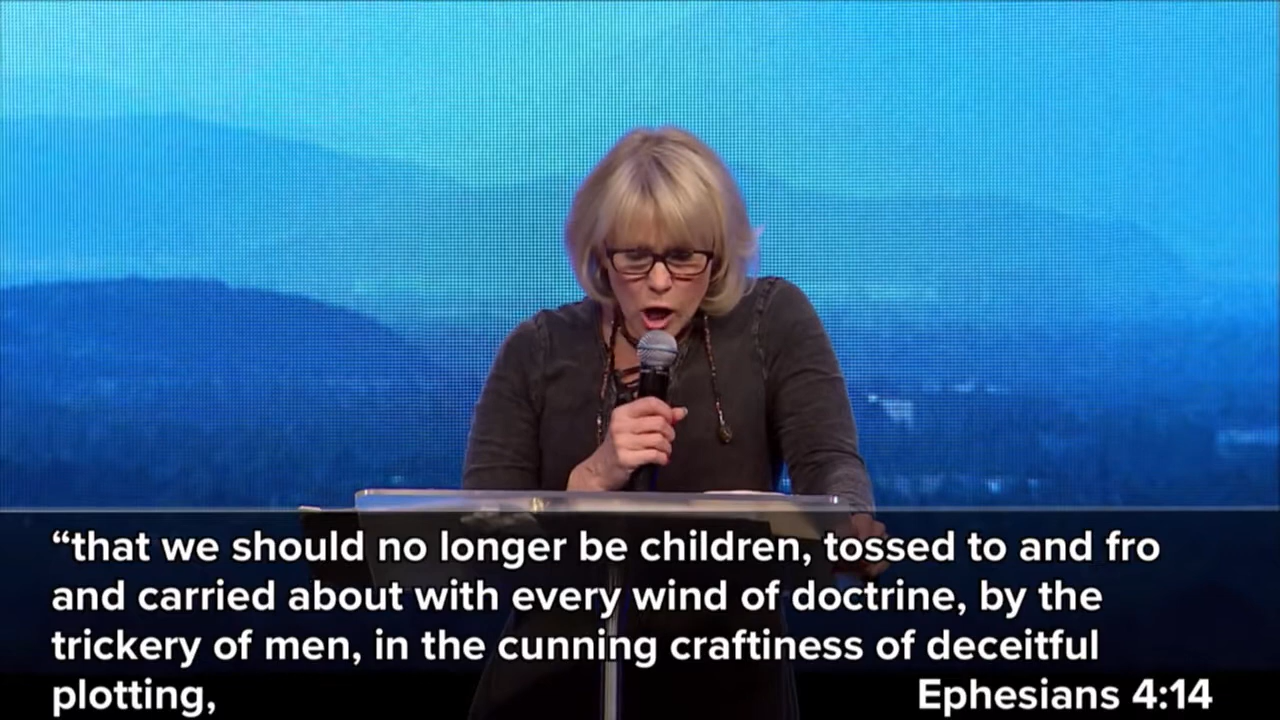 “that we should no longer be children, tossed to and fro
and carried about with every wind of doctrine, by the
trickery of men, in the cunning craftiness of deceitful
plotting, Ephesians 4:14